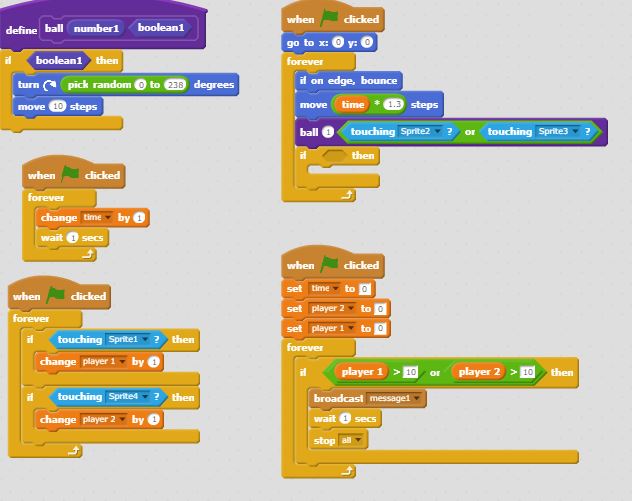 define ball number1 boolean1
if boolean1 then
turn pick random 0 to 238 degrees
move 10 steps
when clicked
forever
change time by 1
wait 1 secs
when clicked
forever
if touching Sprite1 ? then
change player 1 by 1
if touching Sprite4 ? then
change player 2 by 1
when clicked
go to x: 0 y: 0
forever
if on edge, bounce
move time * 1.3 steps
ball 1 touching Sprite2 ? or touching Sprite3 ?
if then
when clicked
set time to 0
set player 2 to 0
set player 1 to 0
forever
if player 1 > 10 or player 2 > 10 then
broadcast message1
wait 1 secs
stop all